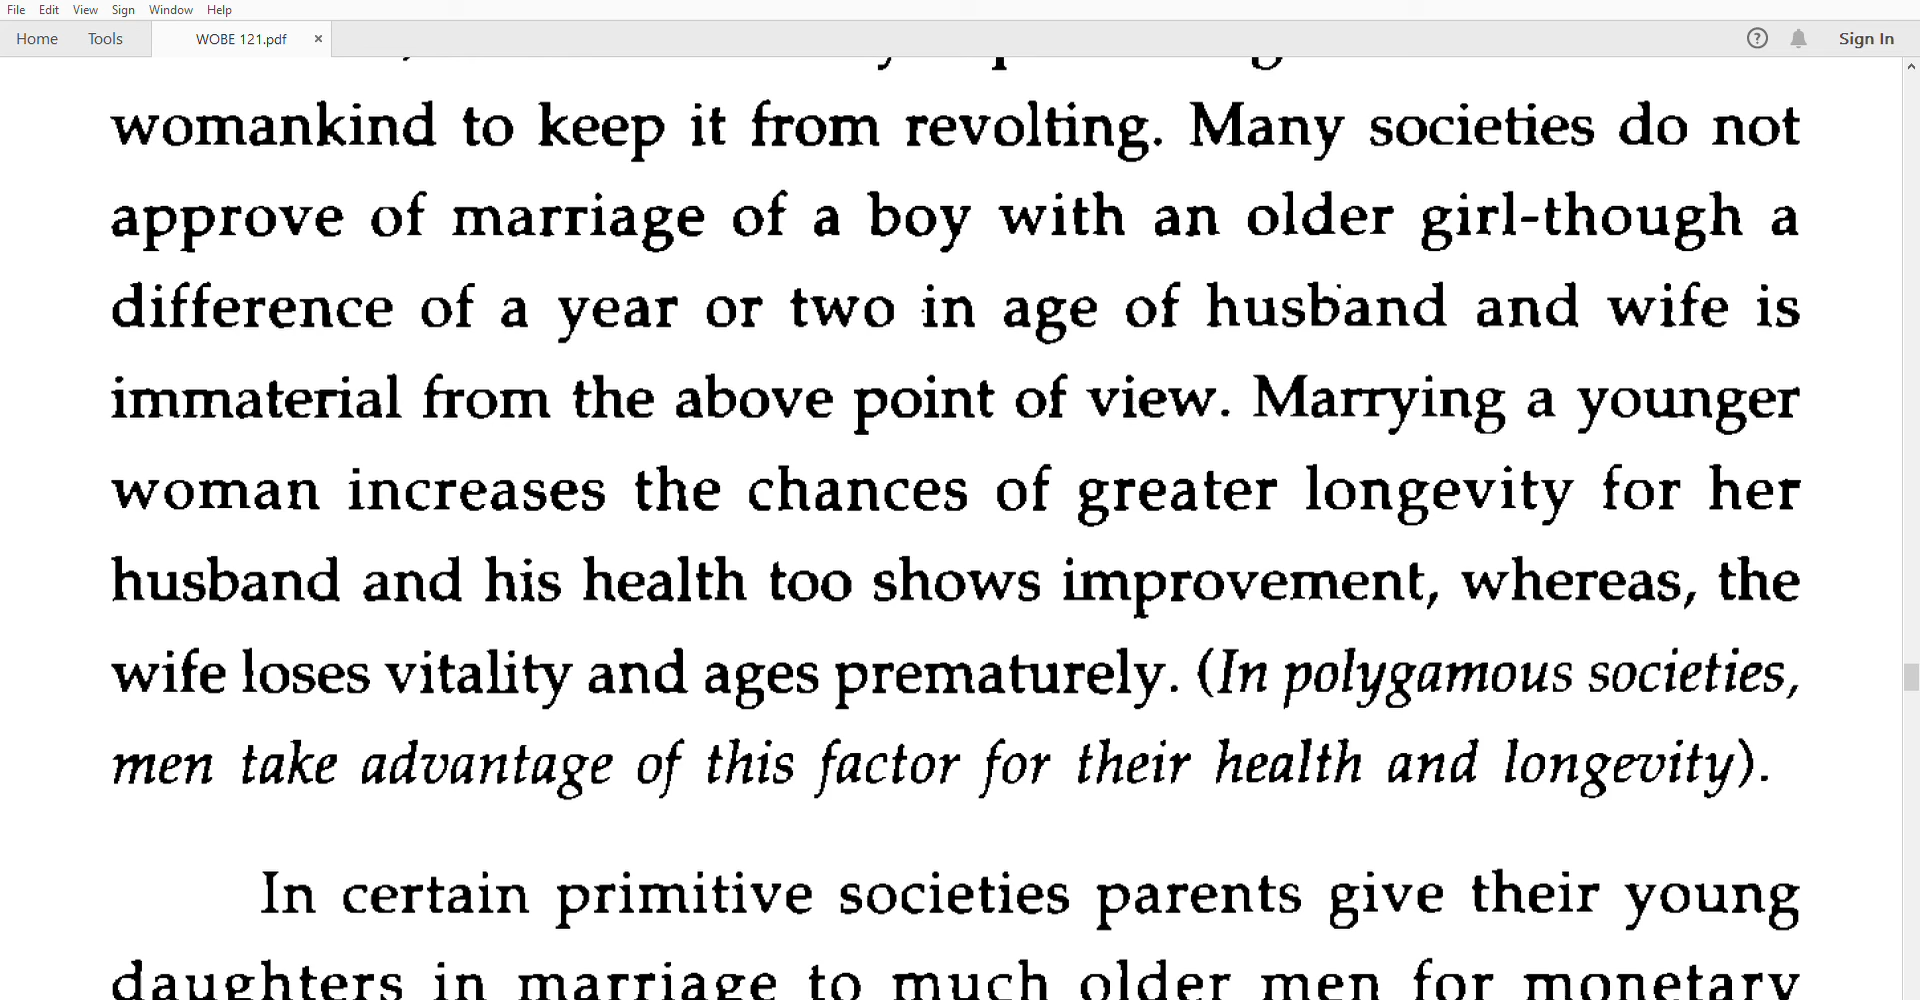 File Edit View Sign Window Help
Home Tools WOBE 121.pdf × ? Sign In
womankind to keep it from revolting. Many societies do not
approve of marriage of a boy with an older girl-though a
difference of a year or two in age of husband and wife is
immaterial from the above point of view. Marrying a younger
woman increases the chances of greater longevity for her
husband and his health too shows improvement, whereas, the
wife loses vitality and ages prematurely. (In polygamous societies,
men take advantage of this factor for their health and longevity).
In certain primitive societies parents give their young
daughters in marriage to much older men for monetary